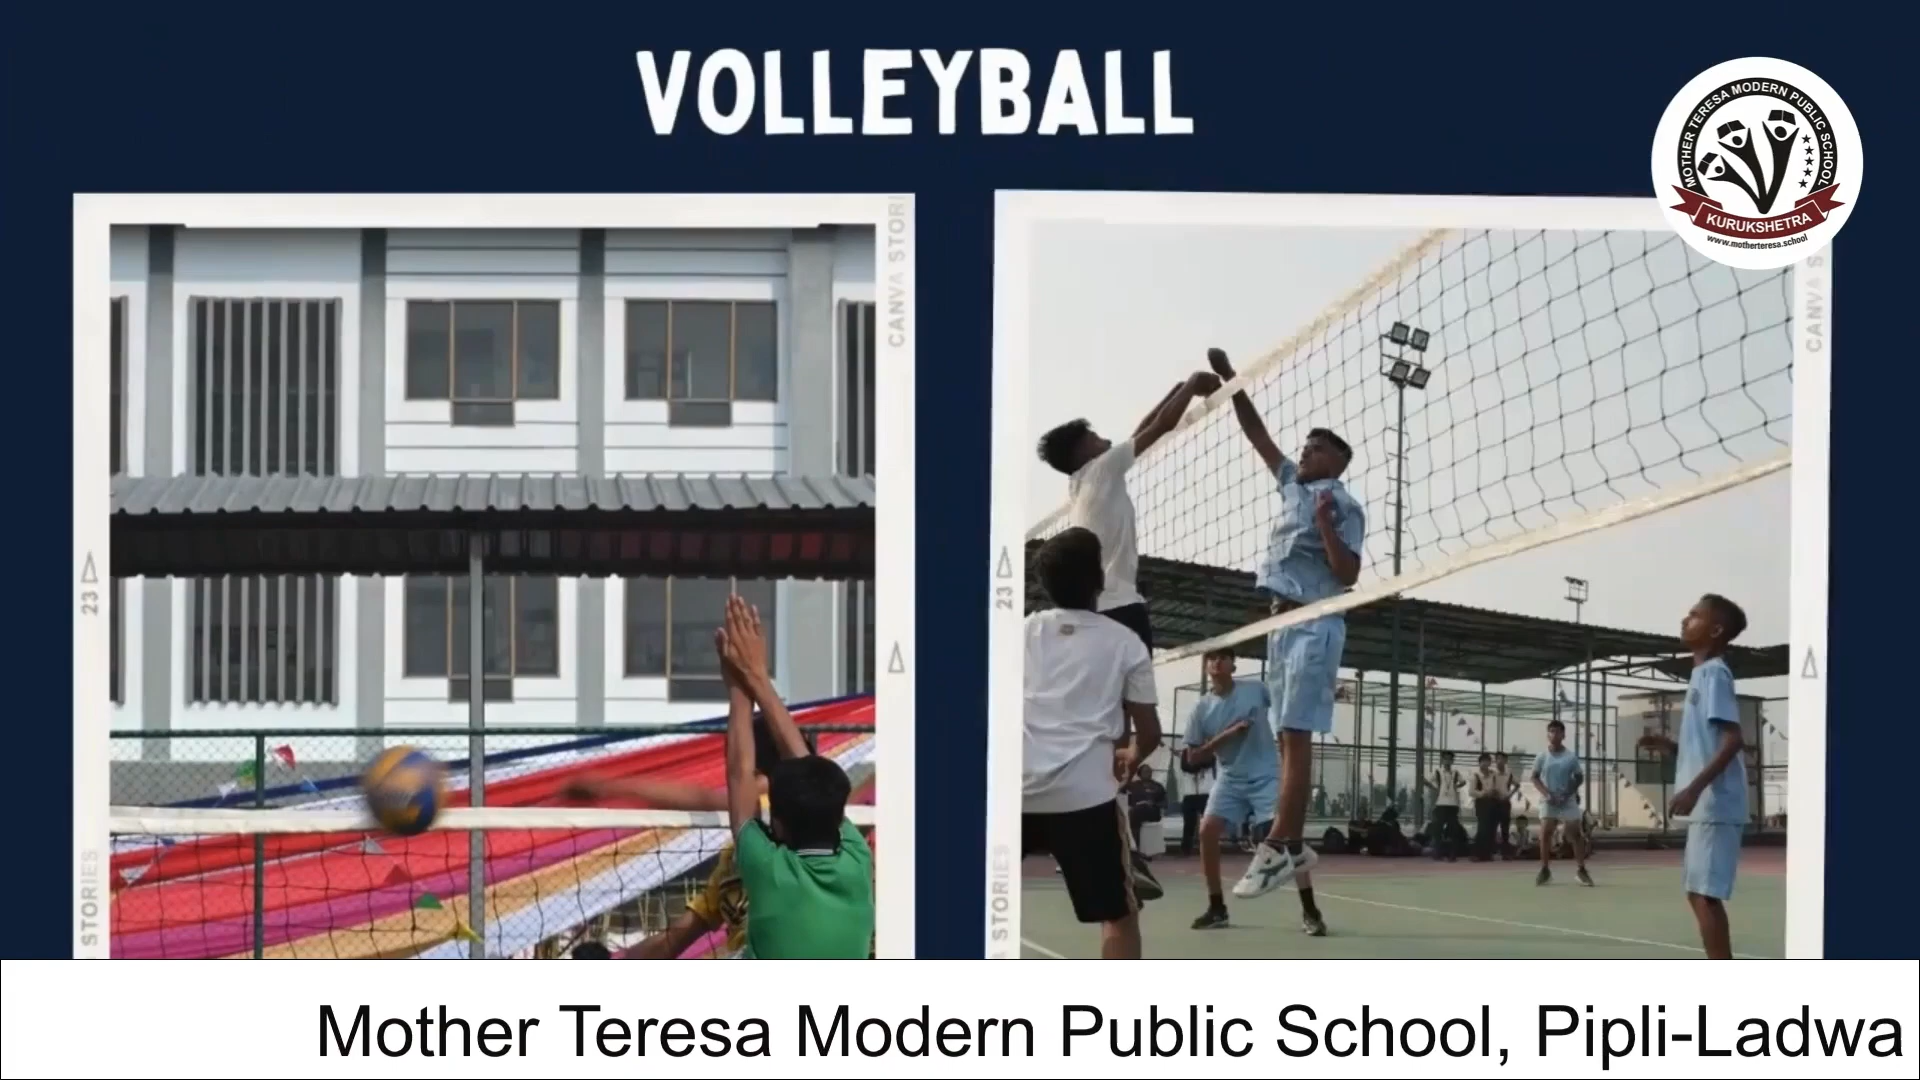 VOLLEYBALL
MOTHER TERESA MODERN PUBLIC SCHOOL
KURUKSHETRA
www.motherteresa.school
CANVA STORI
CANVA S
23
23
STORIES
STORIES
Mother Teresa Modern Public School, Pipli-Ladwa